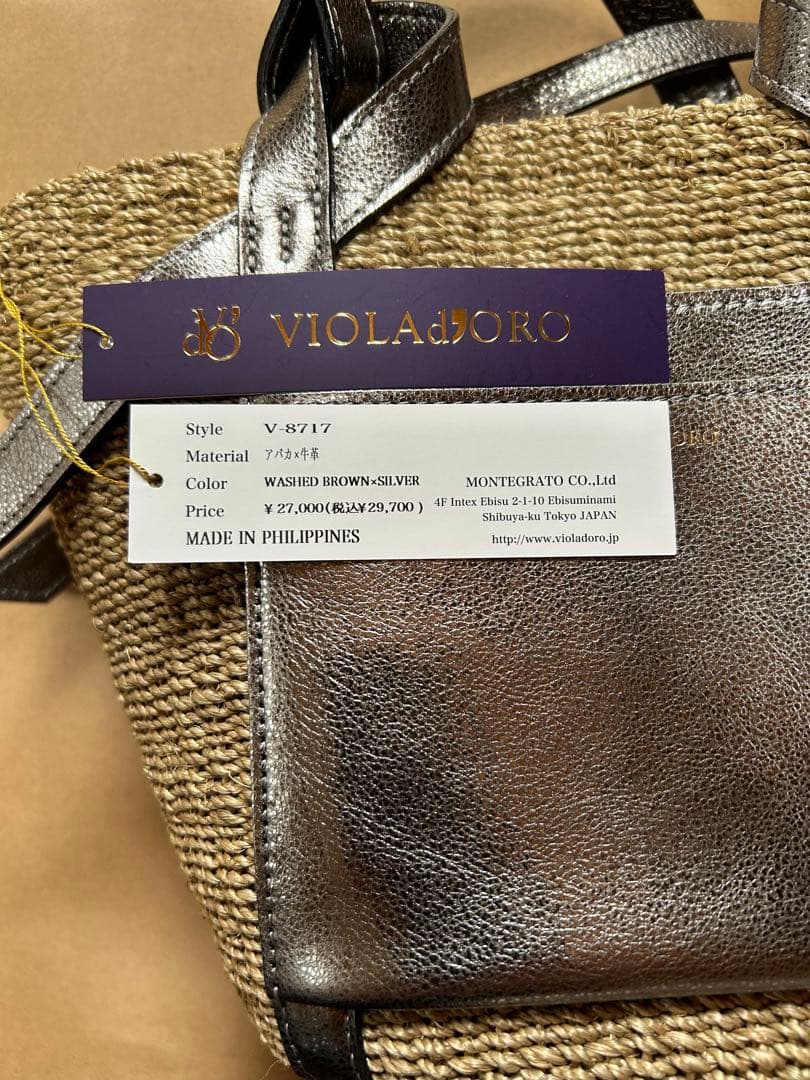 dVO' VIOLAd'ORO
Style V-8717
Material アバカ×牛革
Color WASHED BROWN×SILVER
Price ¥27,000(税込¥29,700)
MADE IN PHILIPPINES
MONTEGRATO CO.,Ltd
4F Intex Ebisu 2-1-10 Ebisuminami
Shibuya-ku Tokyo JAPAN
http://www.violadoro.jp
ORO